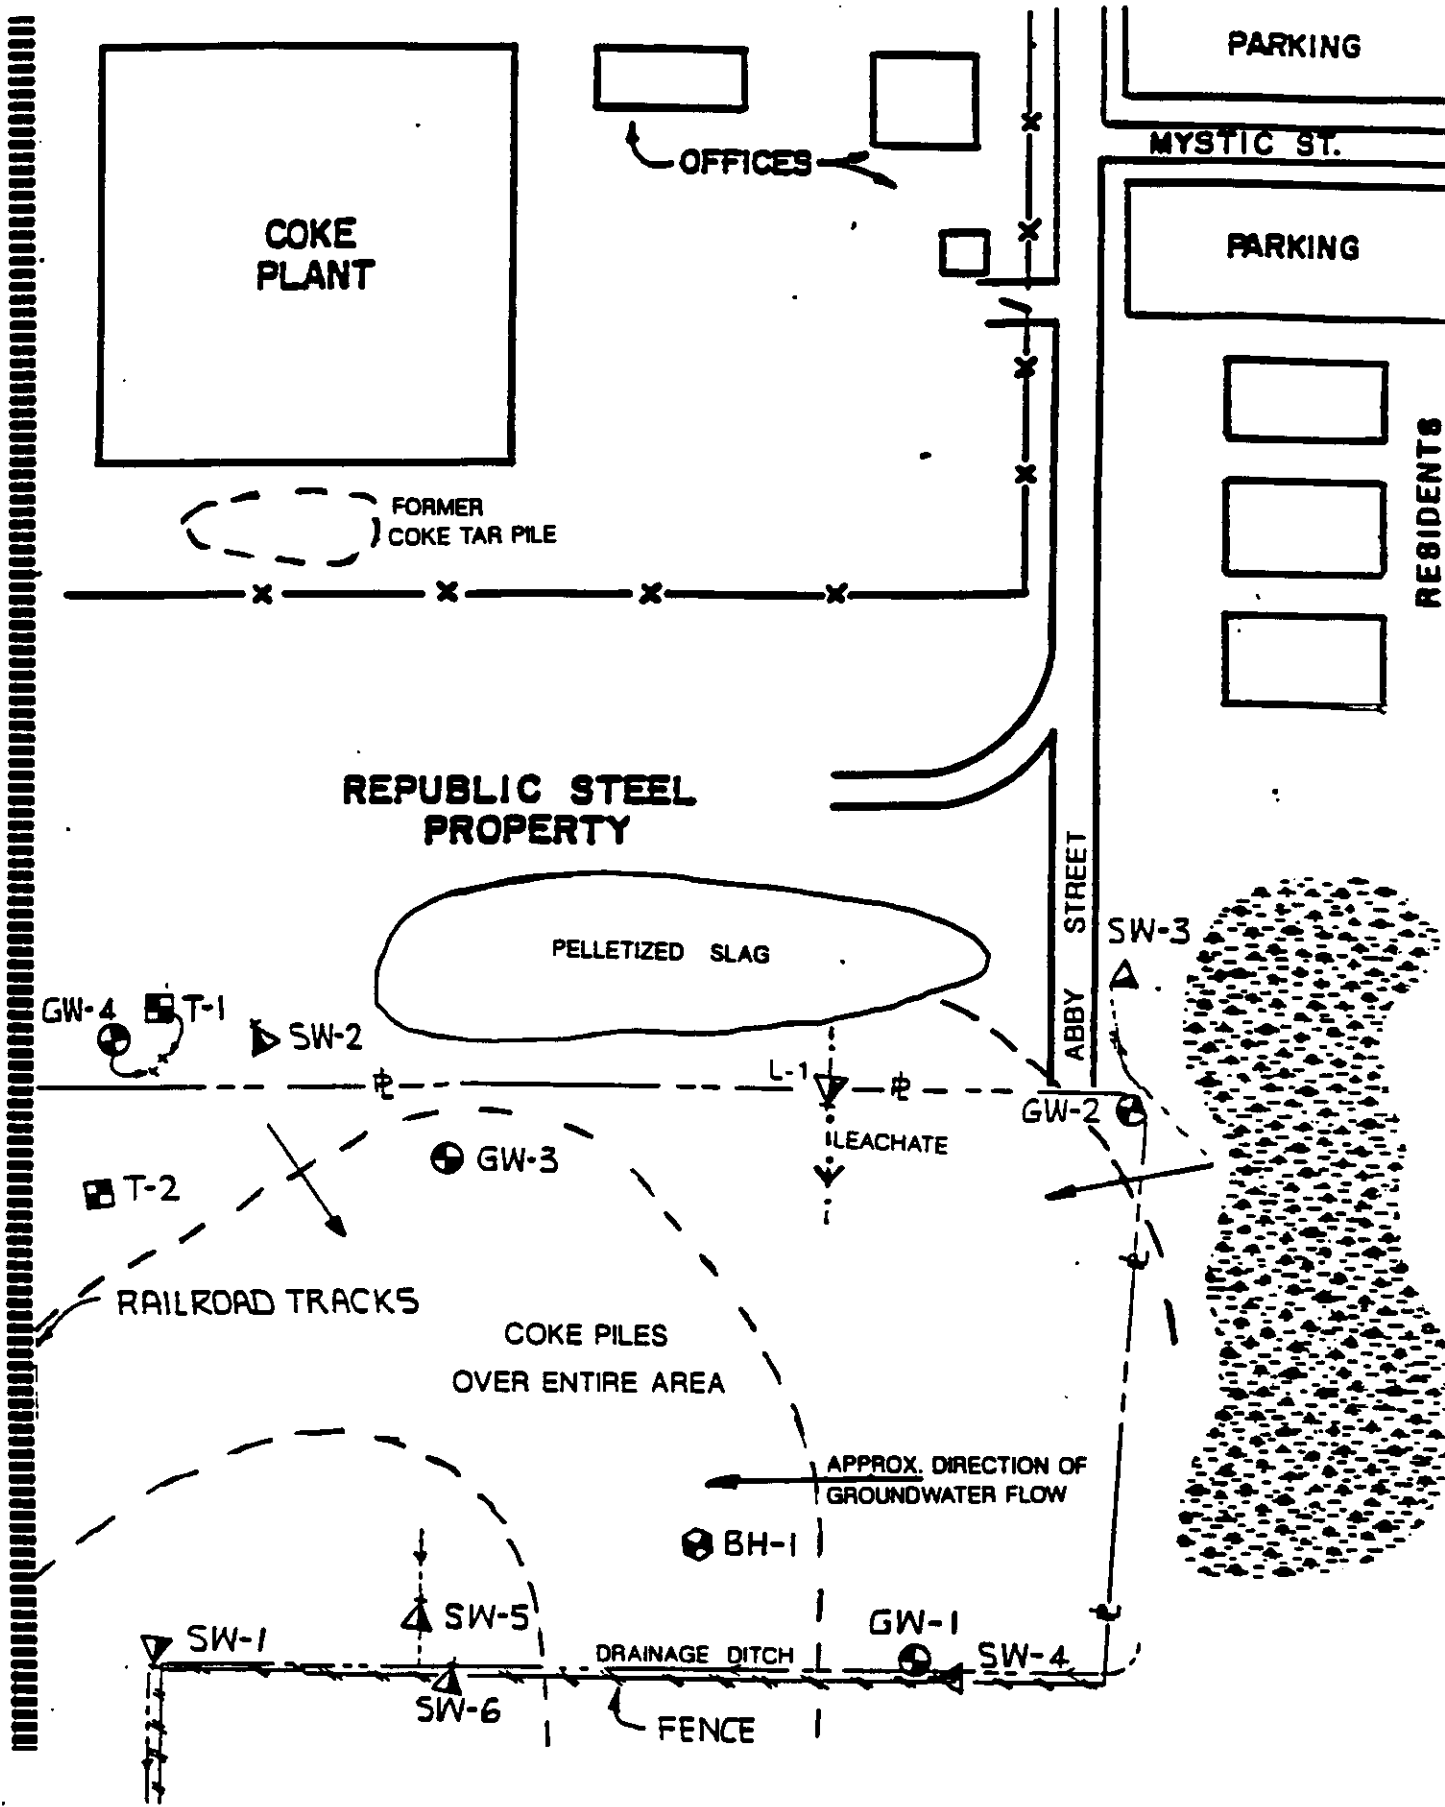 PARKING
MYSTIC ST.
OFFICES
COKE
PLANT
PARKING
RESIDENTS
FORMER
COKE TAR PILE
REPUBLIC STEEL
PROPERTY
ABBY STREET
PELLETIZED SLAG
SW-3
GW-4
T-1
SW-2
L-1
GW-2
LEACHATE
GW-3
T-2
RAILROAD TRACKS
COKE PILES
OVER ENTIRE AREA
APPROX. DIRECTION OF
GROUNDWATER FLOW
BH-1
SW-5
GW-1
SW-1
DRAINAGE DITCH
SW-4
SW-6
FENCE